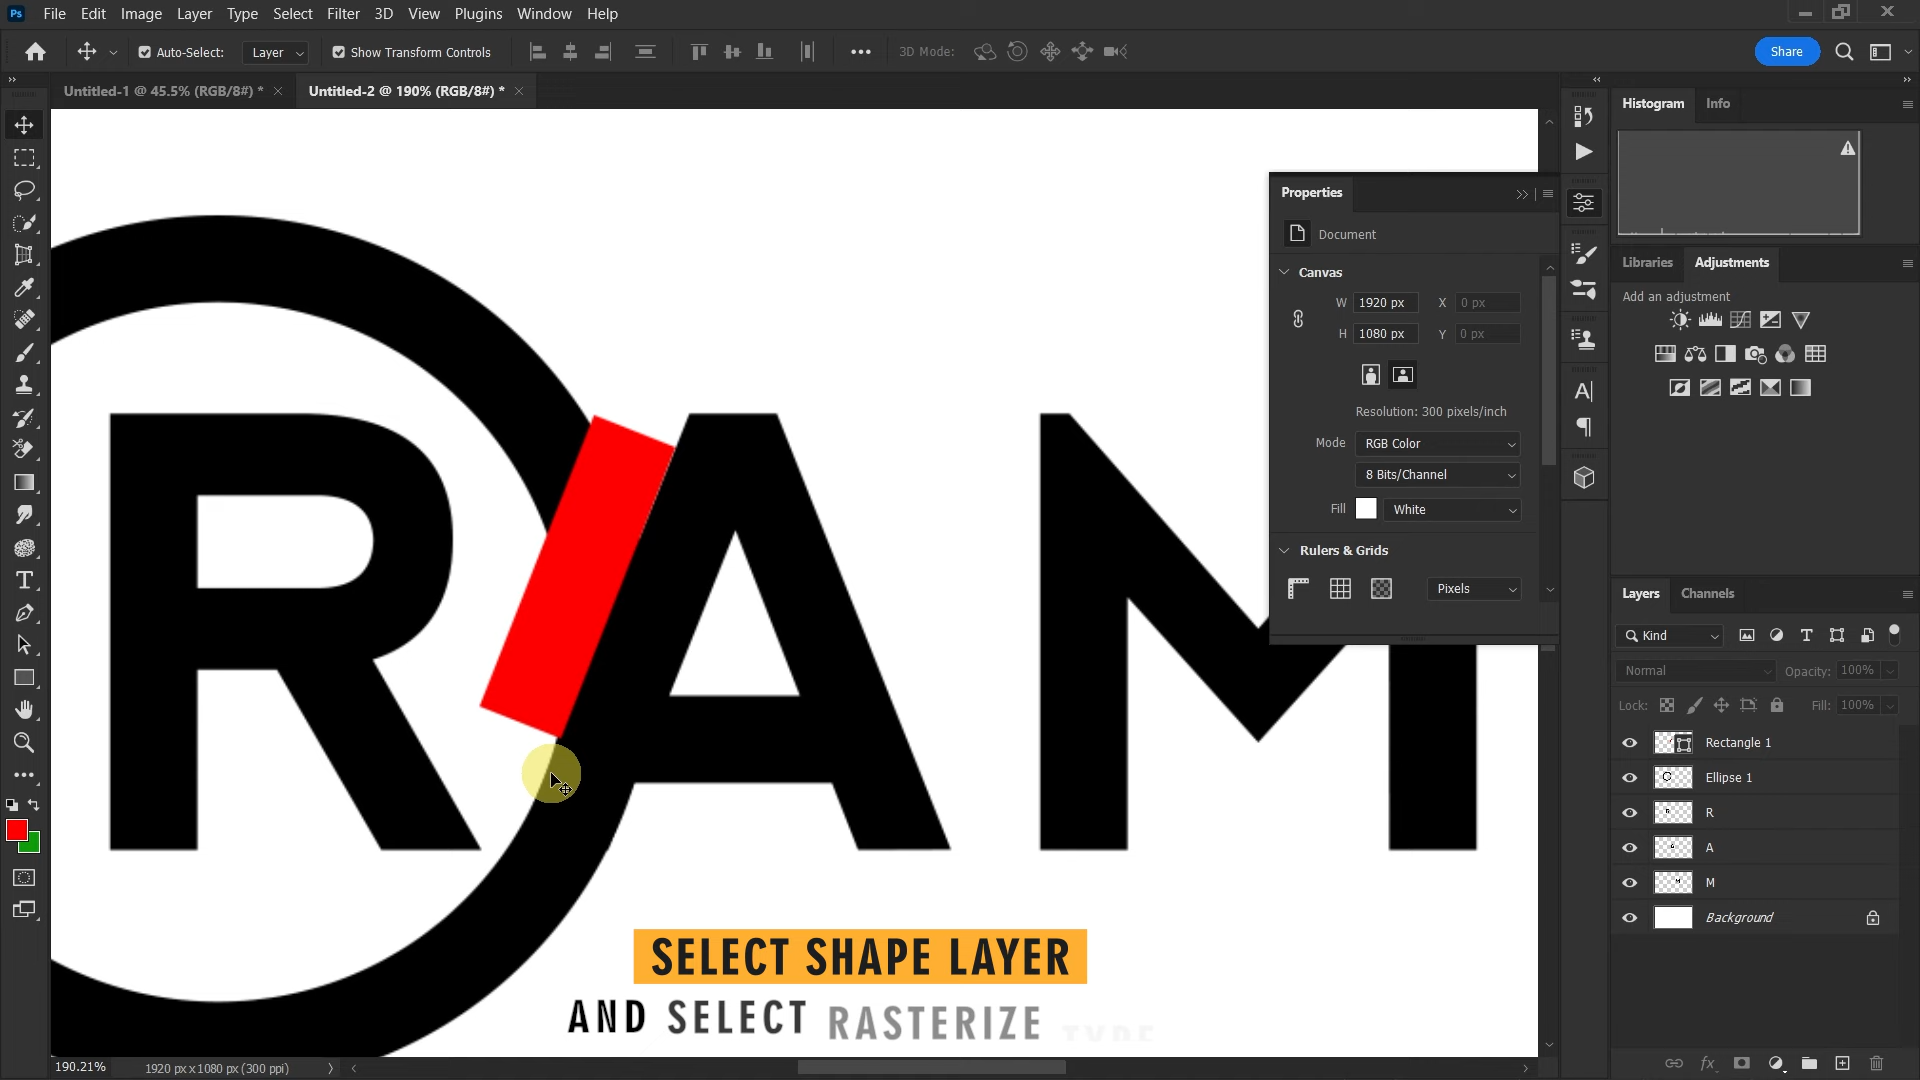 Ps File Edit Image Layer Type Select Filter 3D View Plugins Window Help
Auto-Select: Layer Show Transform Controls 3D Mode: Share
Untitled-1 @ 45.5% (RGB/8#) * Untitled-2 @ 190% (RGB/8#) *
Histogram Info
Properties
Document
Canvas
W 1920 px X 0 px
H 1080 px Y 0 px
Resolution: 300 pixels/inch
Mode RGB Color
8 Bits/Channel
Fill White
Rulers & Grids
Pixels
Libraries Adjustments
Add an adjustment
Layers Channels
Kind
Normal Opacity: 100%
Lock: Fill: 100%
Rectangle 1
Ellipse 1
R
A
M
Background
RAM
SELECT SHAPE LAYER
AND SELECT RASTERIZE TYPE
190.21% 1920 px x 1080 px (300 ppi)